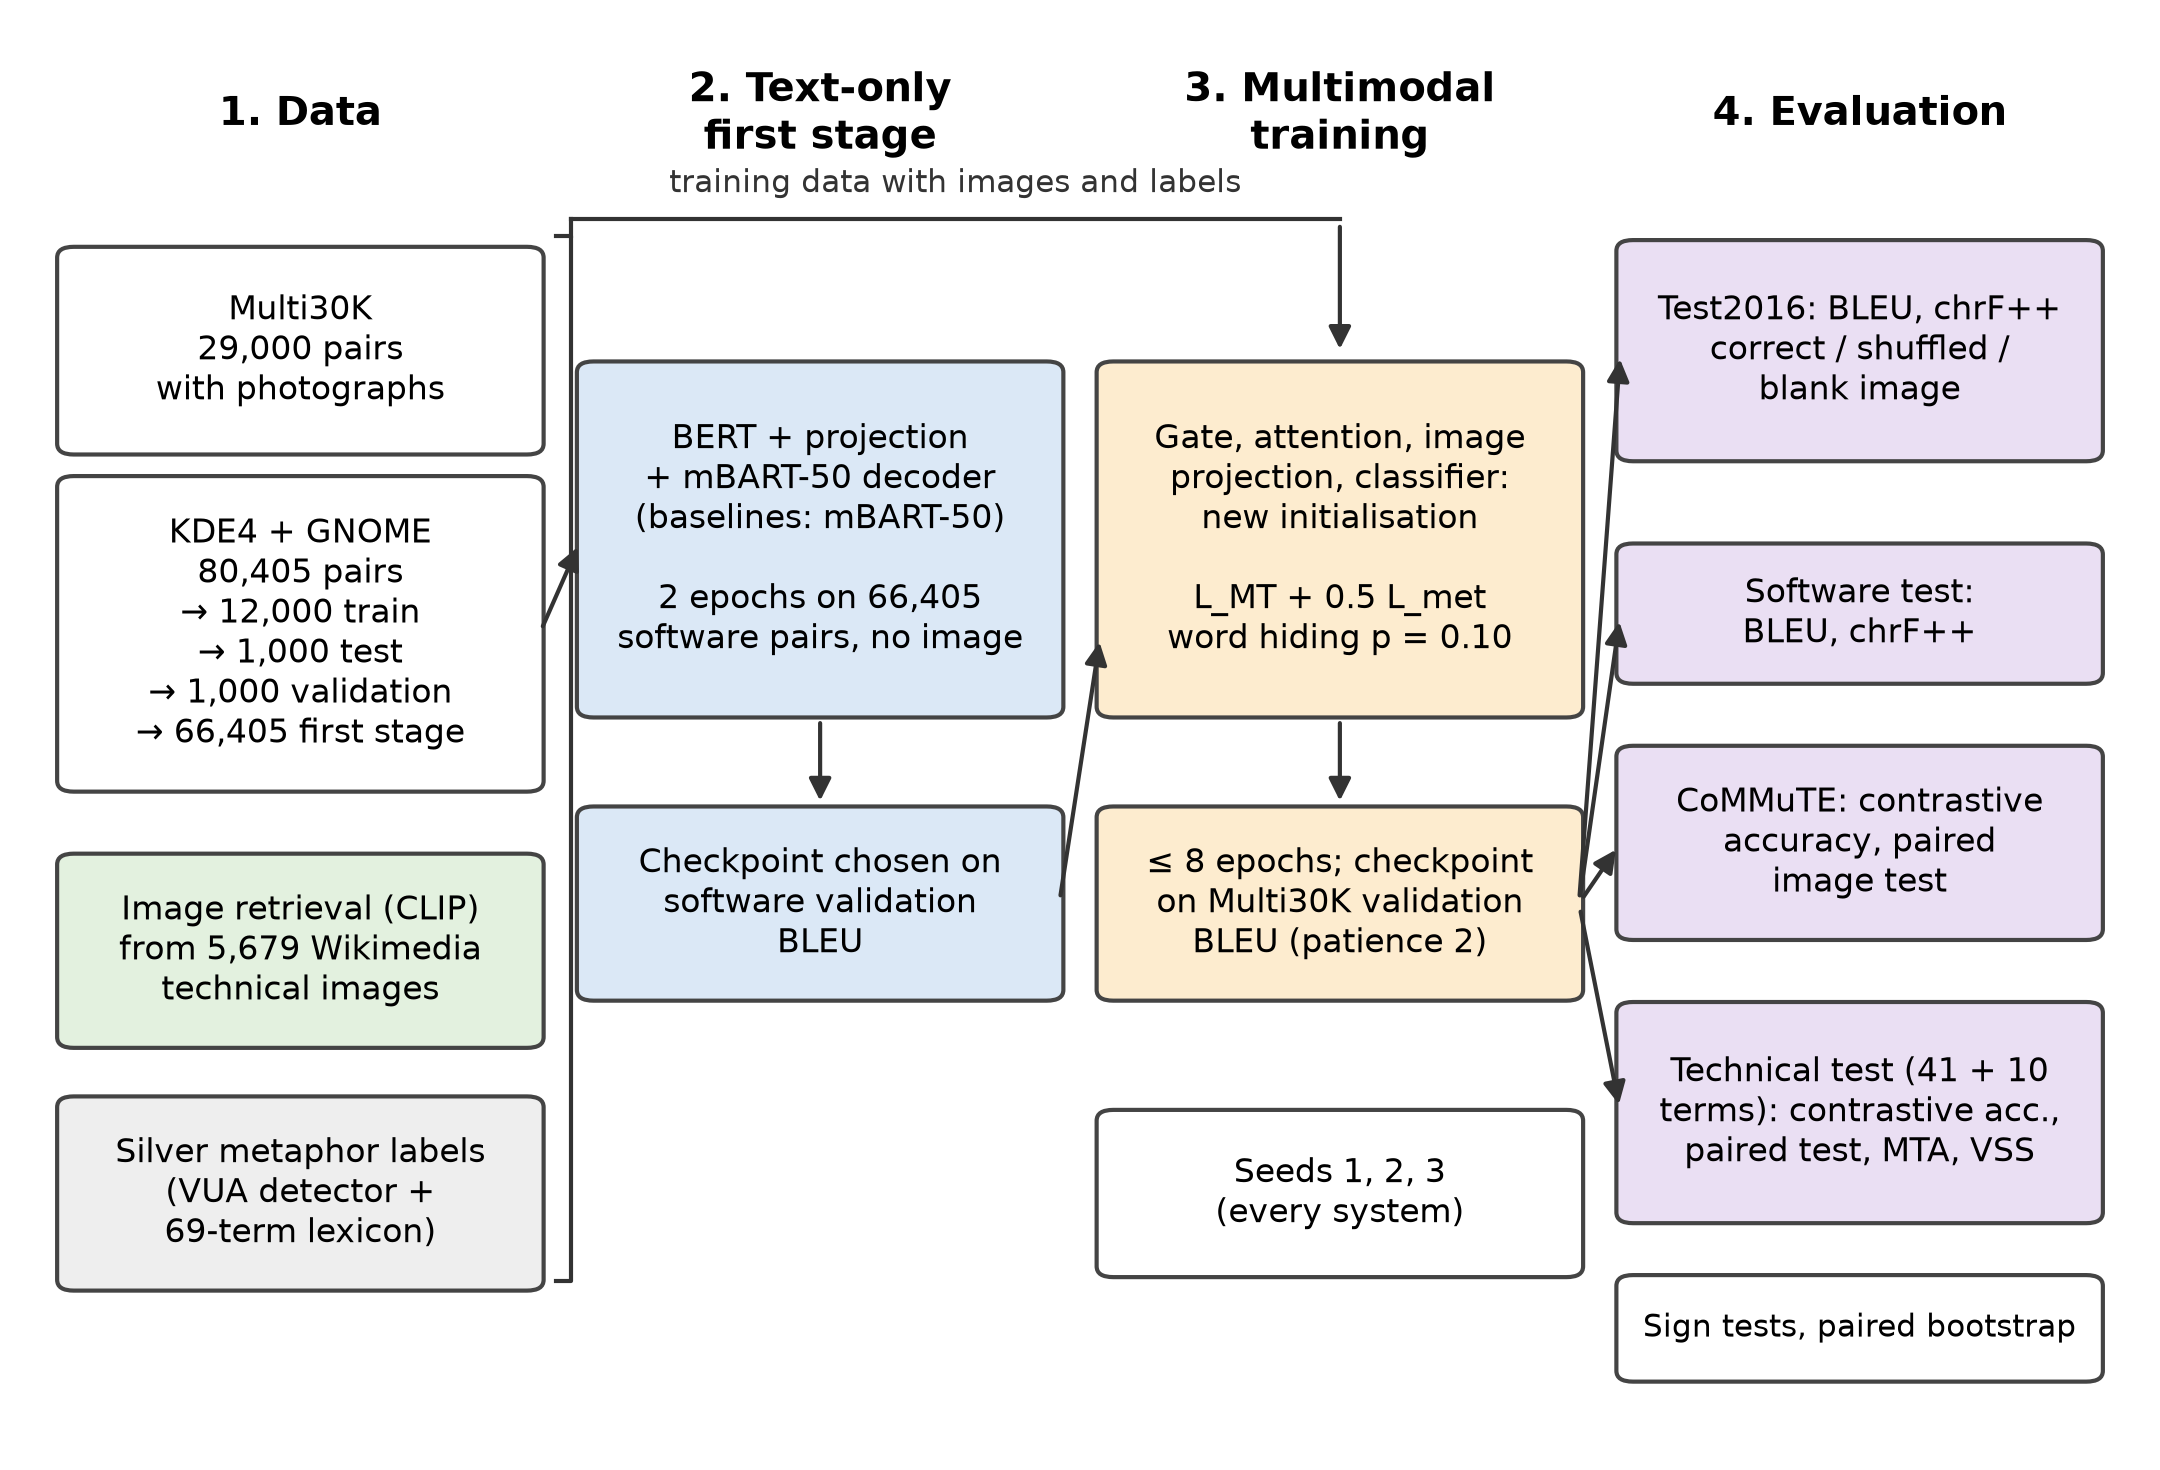 1. Data
2. Text-only
first stage
3. Multimodal
training
4. Evaluation
training data with images and labels
Multi30K
29,000 pairs
with photographs
KDE4 + GNOME
80,405 pairs
→ 12,000 train
→ 1,000 test
→ 1,000 validation
→ 66,405 first stage
Image retrieval (CLIP)
from 5,679 Wikimedia
technical images
Silver metaphor labels
(VUA detector +
69-term lexicon)
BERT + projection
+ mBART-50 decoder
(baselines: mBART-50)
2 epochs on 66,405
software pairs, no image
Checkpoint chosen on
software validation
BLEU
Gate, attention, image
projection, classifier:
new initialisation
L_MT + 0.5 L_met
word hiding p = 0.10
≤ 8 epochs; checkpoint
on Multi30K validation
BLEU (patience 2)
Seeds 1, 2, 3
(every system)
Test2016: BLEU, chrF++
correct / shuffled /
blank image
Software test:
BLEU, chrF++
CoMMuTE: contrastive
accuracy, paired
image test
Technical test (41 + 10
terms): contrastive acc.,
paired test, MTA, VSS
Sign tests, paired bootstrap